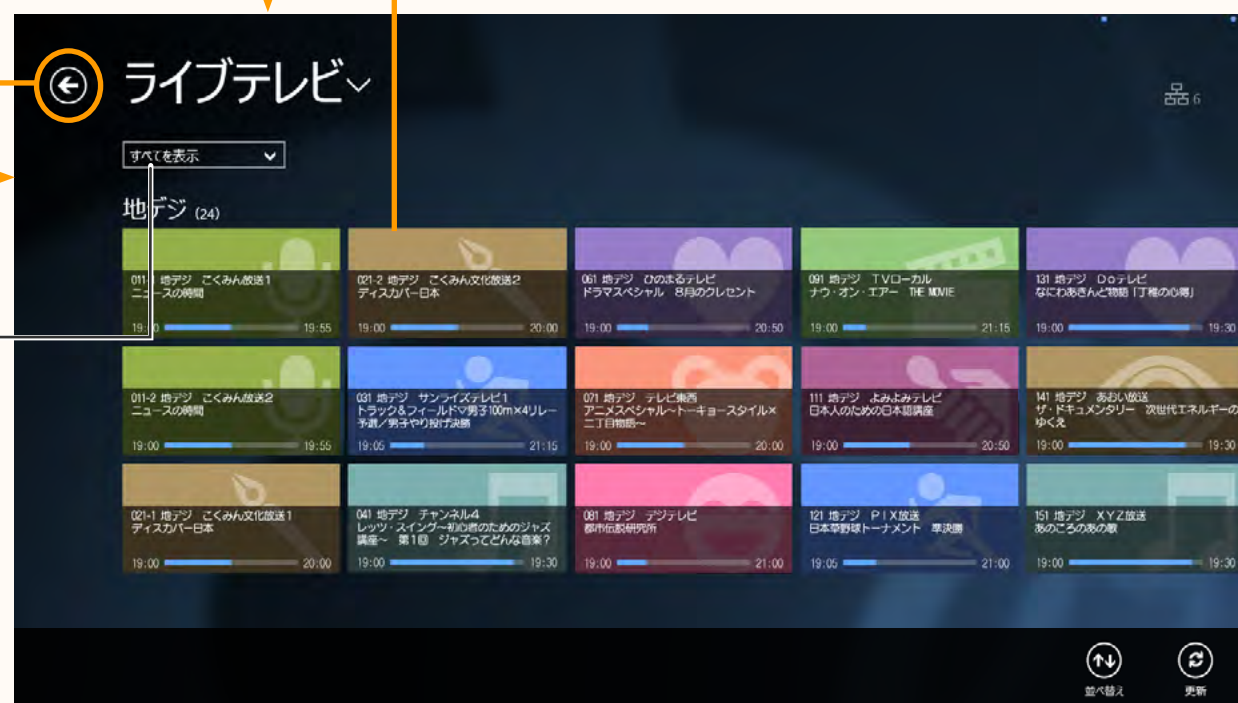 ライブテレビ
6
すべてを表示
地デジ (24)
011-1 地デジ こくみん放送1
ニュースの時間
19:00 19:55
021-2 地デジ こくみん文化放送2
ディスカバー日本
19:00 20:00
061 地デジ ひのまるテレビ
ドラマスペシャル 8月のクレセント
19:00 20:50
091 地デジ TVローカル
ナウ・オン・エアー THE MOVIE
19:00 21:15
131 地デジ Doテレビ
なにわあきんど物語「丁稚の心得」
19:00 19:30
011-2 地デジ こくみん放送2
ニュースの時間
19:00 19:55
031 地デジ サンライズテレビ1
トラック&フィールド▽男子100m×4リレー
予選/男子やり投げ決勝
19:05 21:15
071 地デジ テレビ東西
アニメスペシャル~トーキョースタイル×
二丁目物語~
19:00 20:00
111 地デジ よみよみテレビ
日本人のための日本語講座
19:00 20:50
141 地デジ あおい放送
ザ・ドキュメンタリー 次世代エネルギーの
ゆくえ
19:00 19:30
021-1 地デジ こくみん文化放送1
ディスカバー日本
19:00 20:00
041 地デジ チャンネル4
レッツ・スイング~初心者のためのジャズ
講座~ 第1回 ジャズってどんな音楽?
19:00 19:30
081 地デジ デジテレビ
都市伝説研究所
19:00 21:00
121 地デジ PIX放送
日本草野球トーナメント 準決勝
19:05 21:00
151 地デジ XYZ放送
あのころのあの歌
19:00 19:30
並べ替え
更新